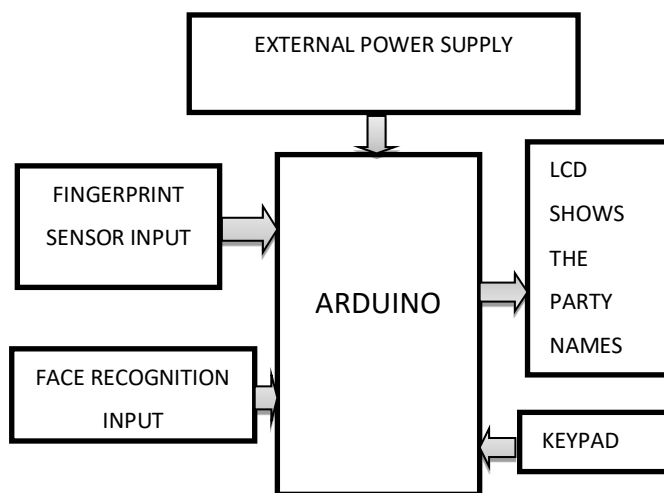 EXTERNAL POWER SUPPLY
FINGERPRINT
SENSOR INPUT
ARDUINO
LCD
SHOWS
THE
PARTY
NAMES
FACE RECOGNITION
INPUT
KEYPAD